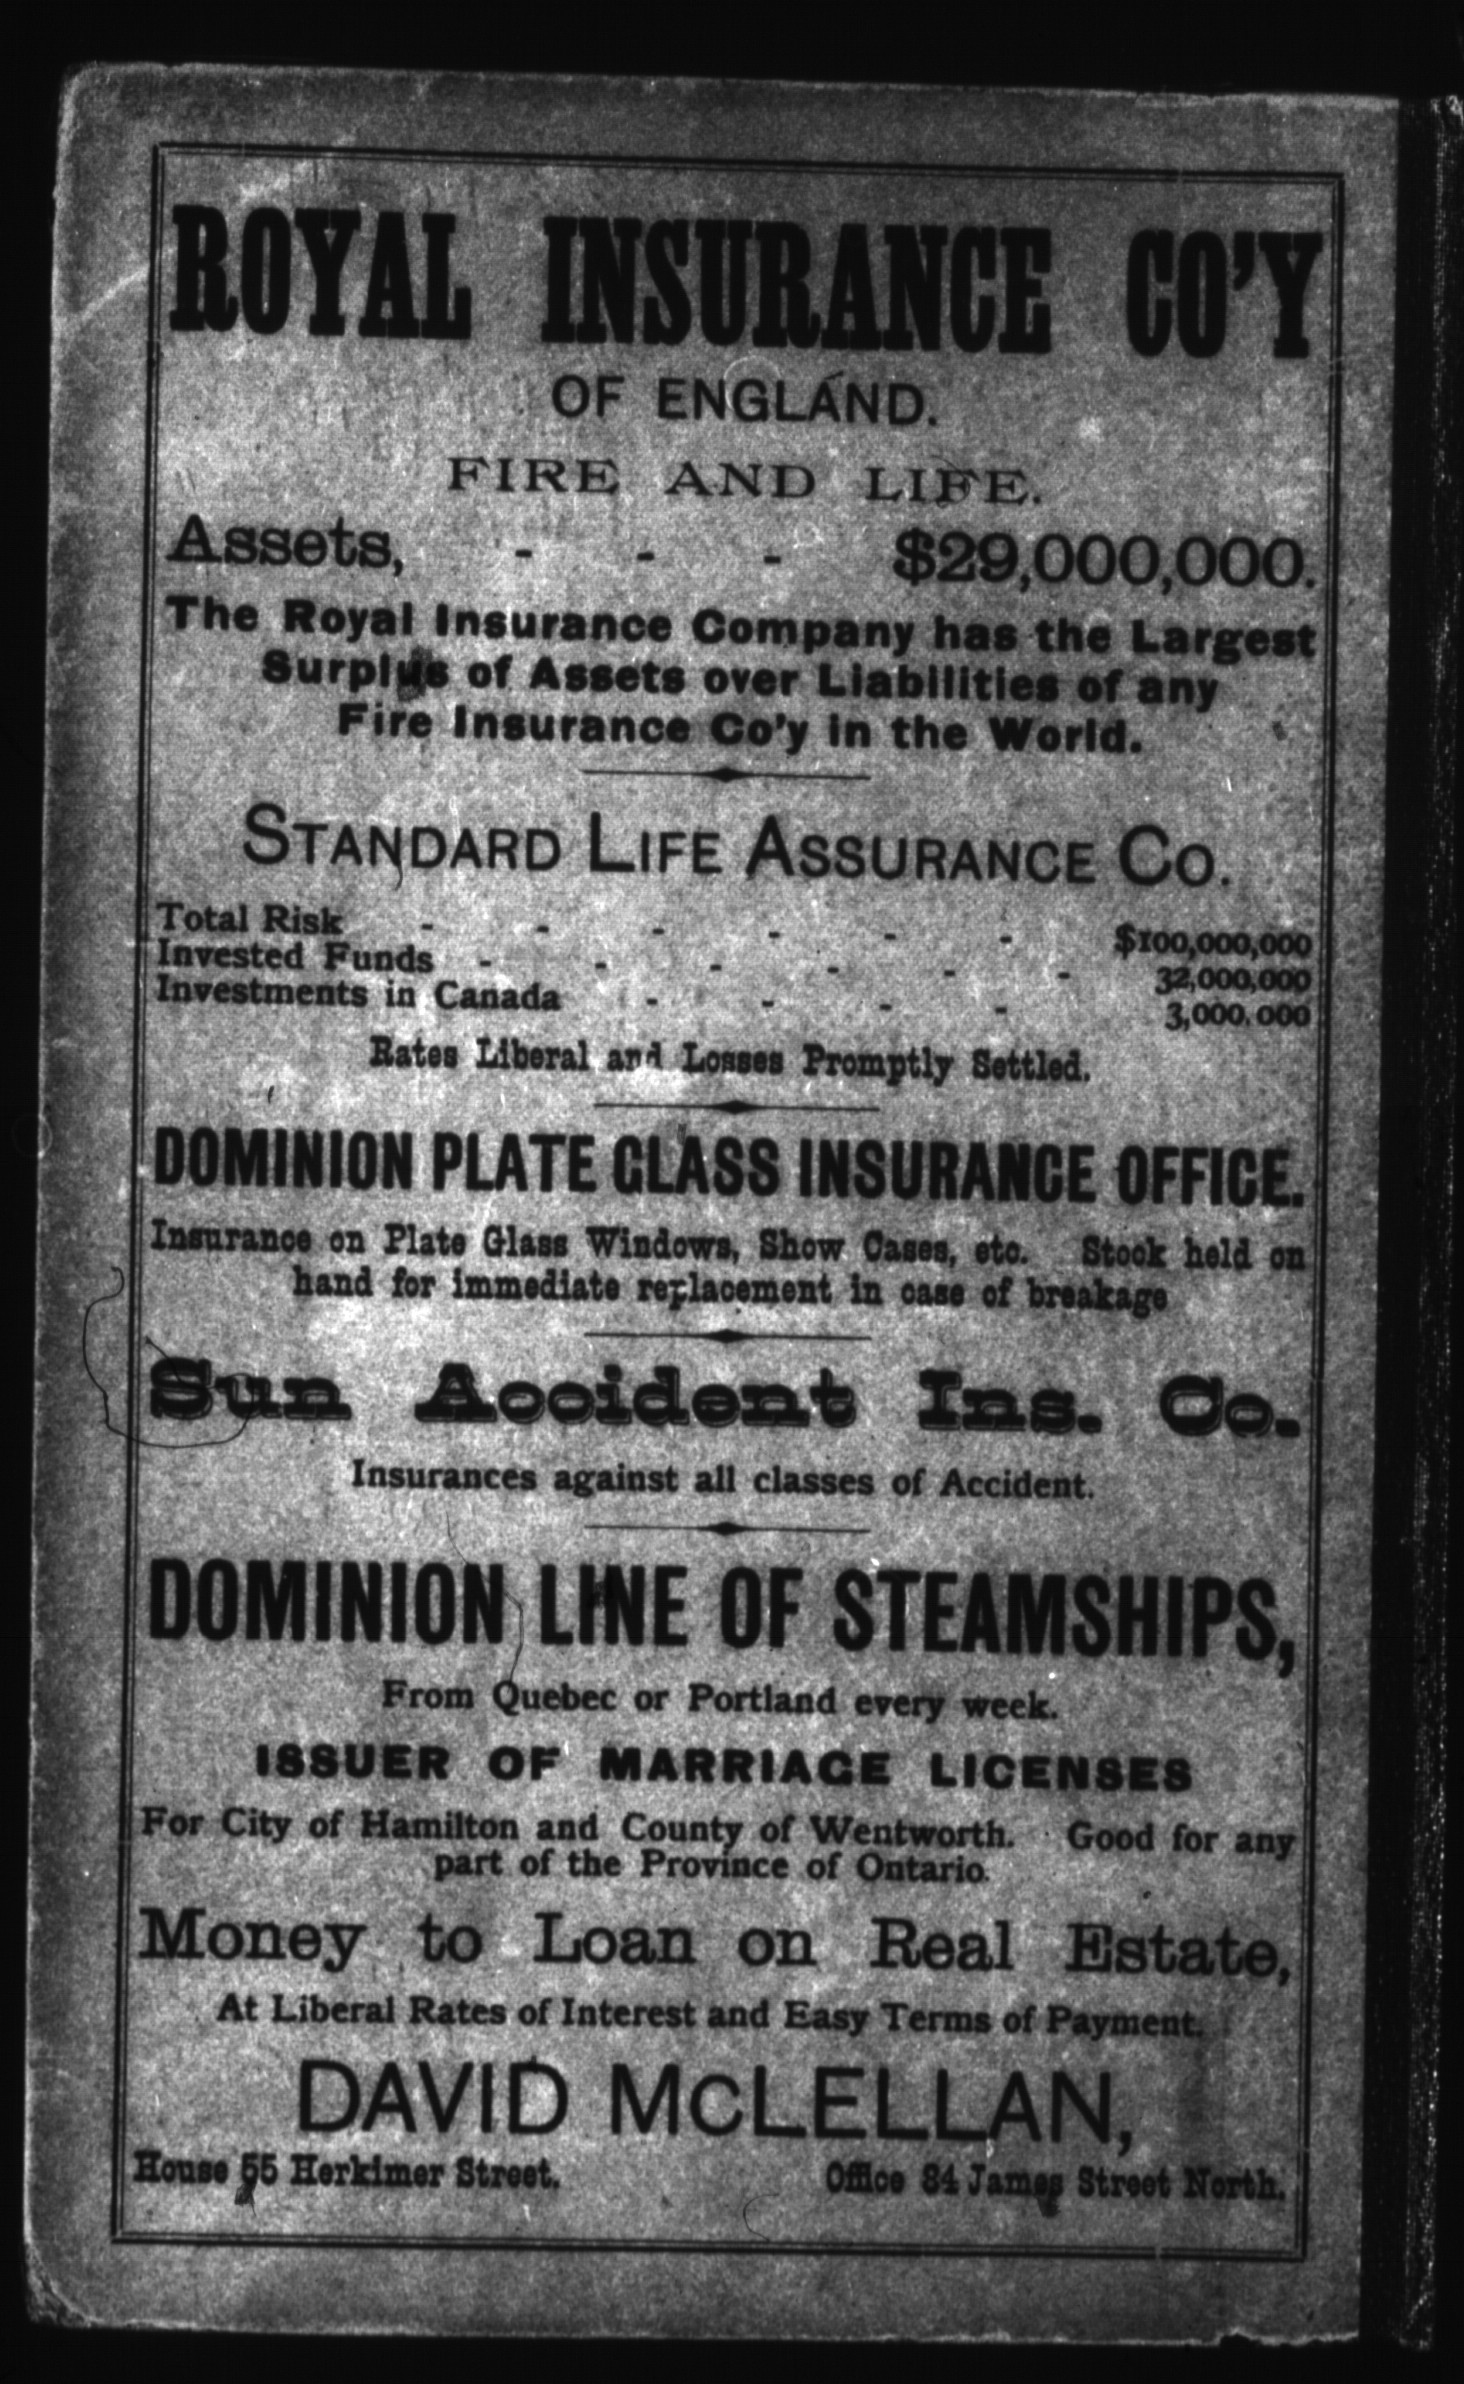 ROYAL INSURANCE CO'Y
OF ENGLAND.
FIRE AND LIFE.
Assets, - - - $29,000,000.
The Royal Insurance Company has the Largest
Surplus of Assets over Liabilities of any
Fire Insurance Co'y in the World.
STANDARD LIFE ASSURANCE CO.
Total Risk - - - - - - $100,000,000
Invested Funds - - - - - - 32,000,000
Investments in Canada - - - - 3,000.000
Rates Liberal and Losses Promptly Settled.
DOMINION PLATE GLASS INSURANCE OFFICE.
Insurance on Plate Glass Windows, Show Cases, etc. Stock held on
hand for immediate replacement in case of breakage
Sun Accident Ins. Co.
Insurances against all classes of Accident.
DOMINION LINE OF STEAMSHIPS,
From Quebec or Portland every week.
ISSUER OF MARRIAGE LICENSES
For City of Hamilton and County of Wentworth. Good for any
part of the Province of Ontario.
Money to Loan on Real Estate,
At Liberal Rates of Interest and Easy Terms of Payment.
DAVID McLELLAN,
House 55 Herkimer Street. Office 84 James Street North.